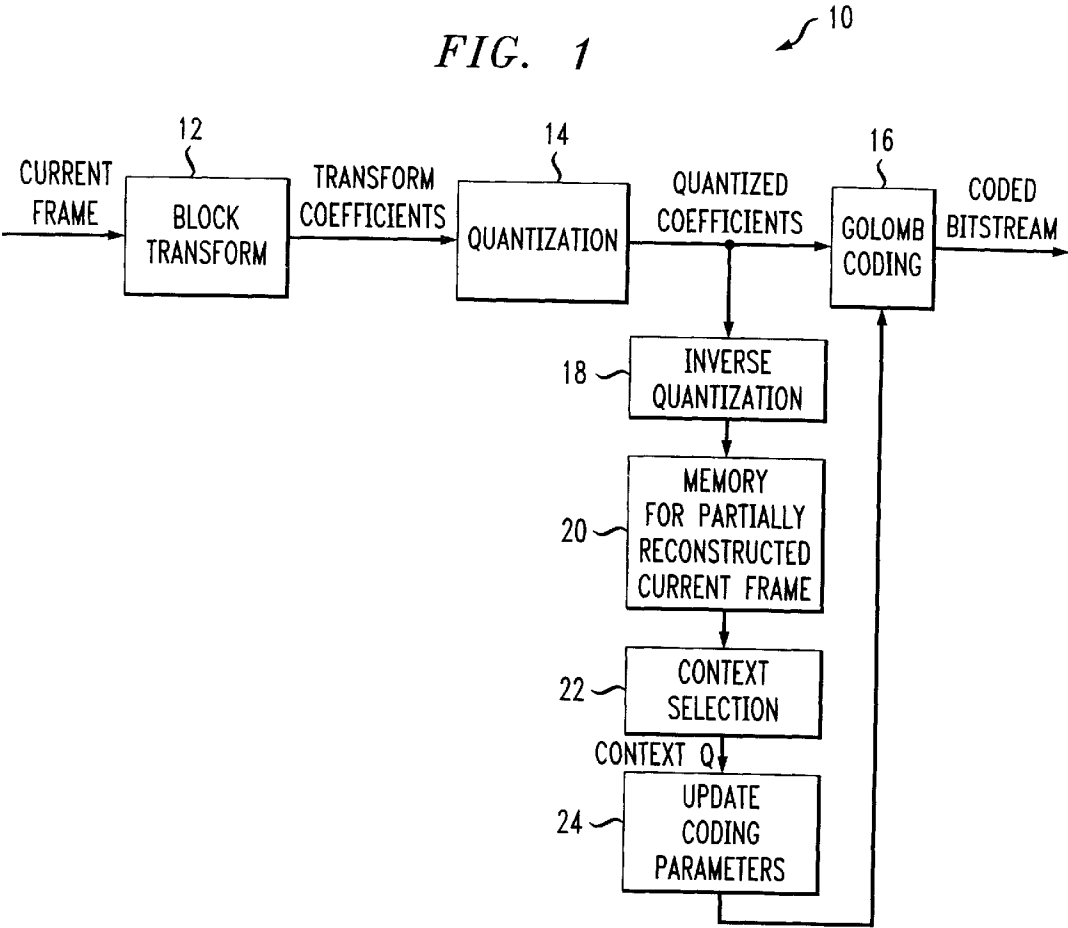 10
FIG. 1
12
14
16
CURRENT
FRAME
BLOCK
TRANSFORM
TRANSFORM
COEFFICIENTS
QUANTIZATION
QUANTIZED
COEFFICIENTS
GOLOMB
CODING
CODED
BITSTREAM
18
INVERSE
QUANTIZATION
20
MEMORY
FOR PARTIALLY
RECONSTRUCTED
CURRENT FRAME
22
CONTEXT
SELECTION
CONTEXT Q
24
UPDATE
CODING
PARAMETERS